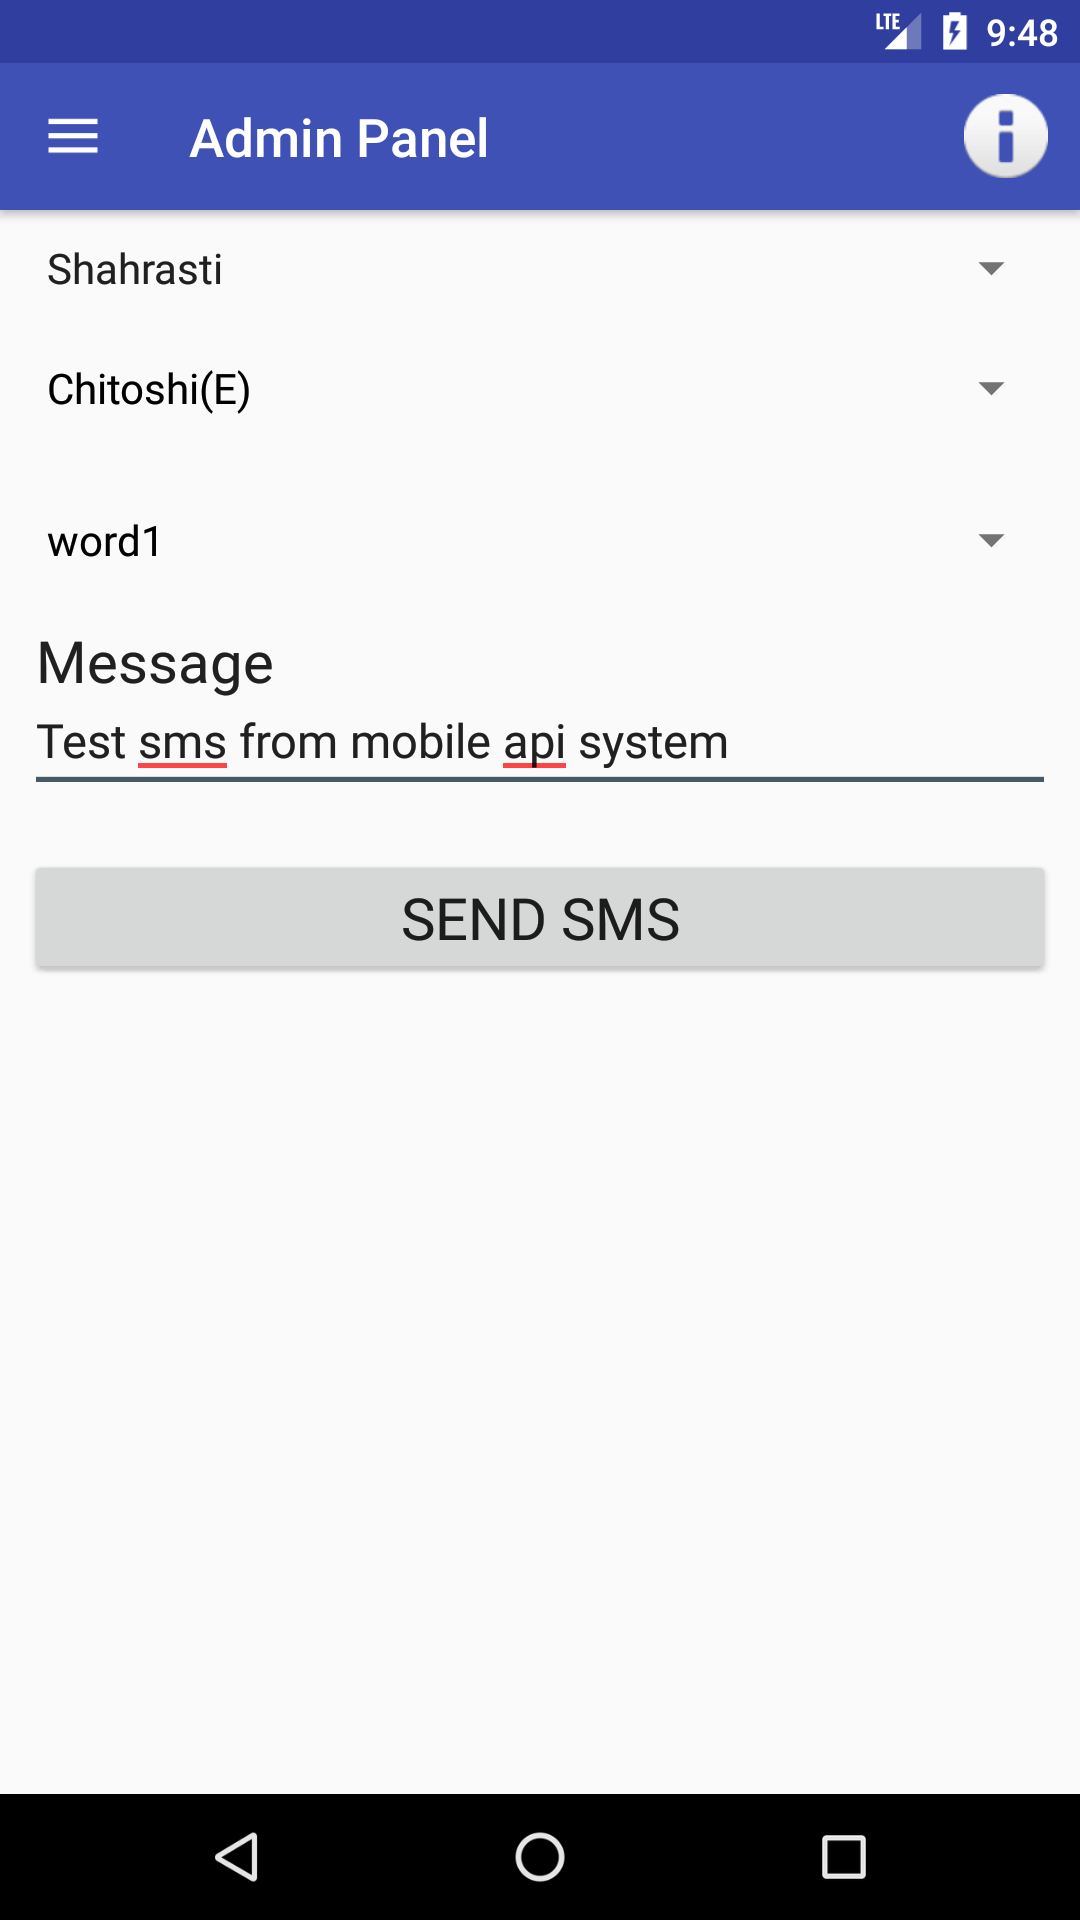 LTE 9:48
Admin Panel
Shahrasti
Chitoshi(E)
word1
Message
Test sms from mobile api system
SEND SMS